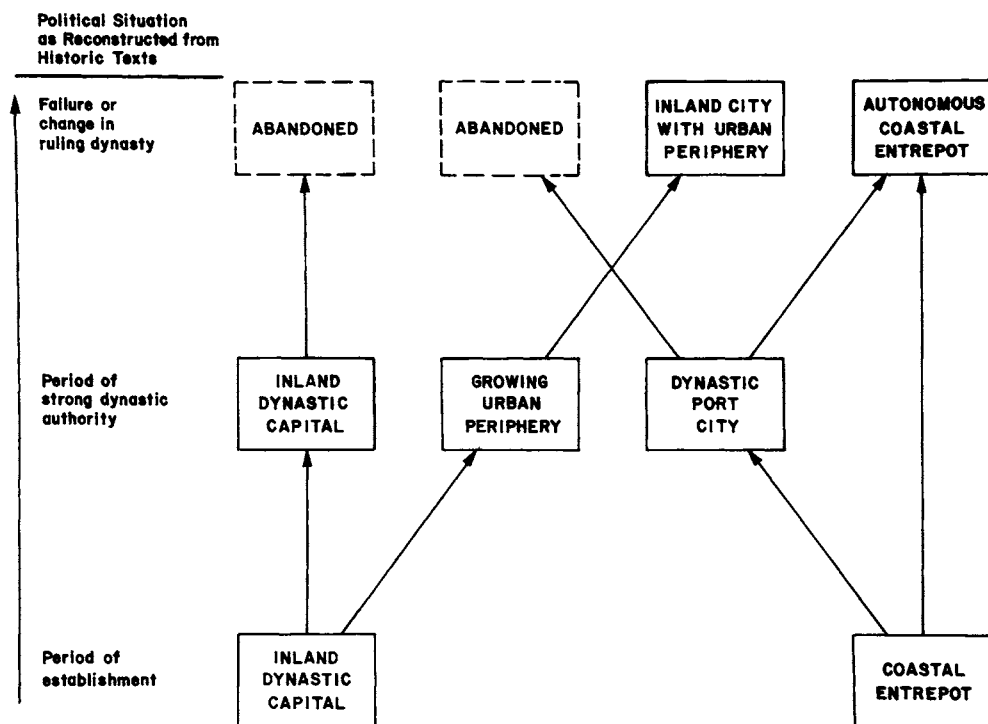 Political Situation
as Reconstructed from
Historic Texts
Failure or
change in
ruling dynasty
ABANDONED
ABANDONED
INLAND CITY
WITH URBAN
PERIPHERY
AUTONOMOUS
COASTAL
ENTREPOT
Period of
strong dynastic
authority
INLAND
DYNASTIC
CAPITAL
GROWING
URBAN
PERIPHERY
DYNASTIC
PORT
CITY
Period of
establishment
INLAND
DYNASTIC
CAPITAL
COASTAL
ENTREPOT